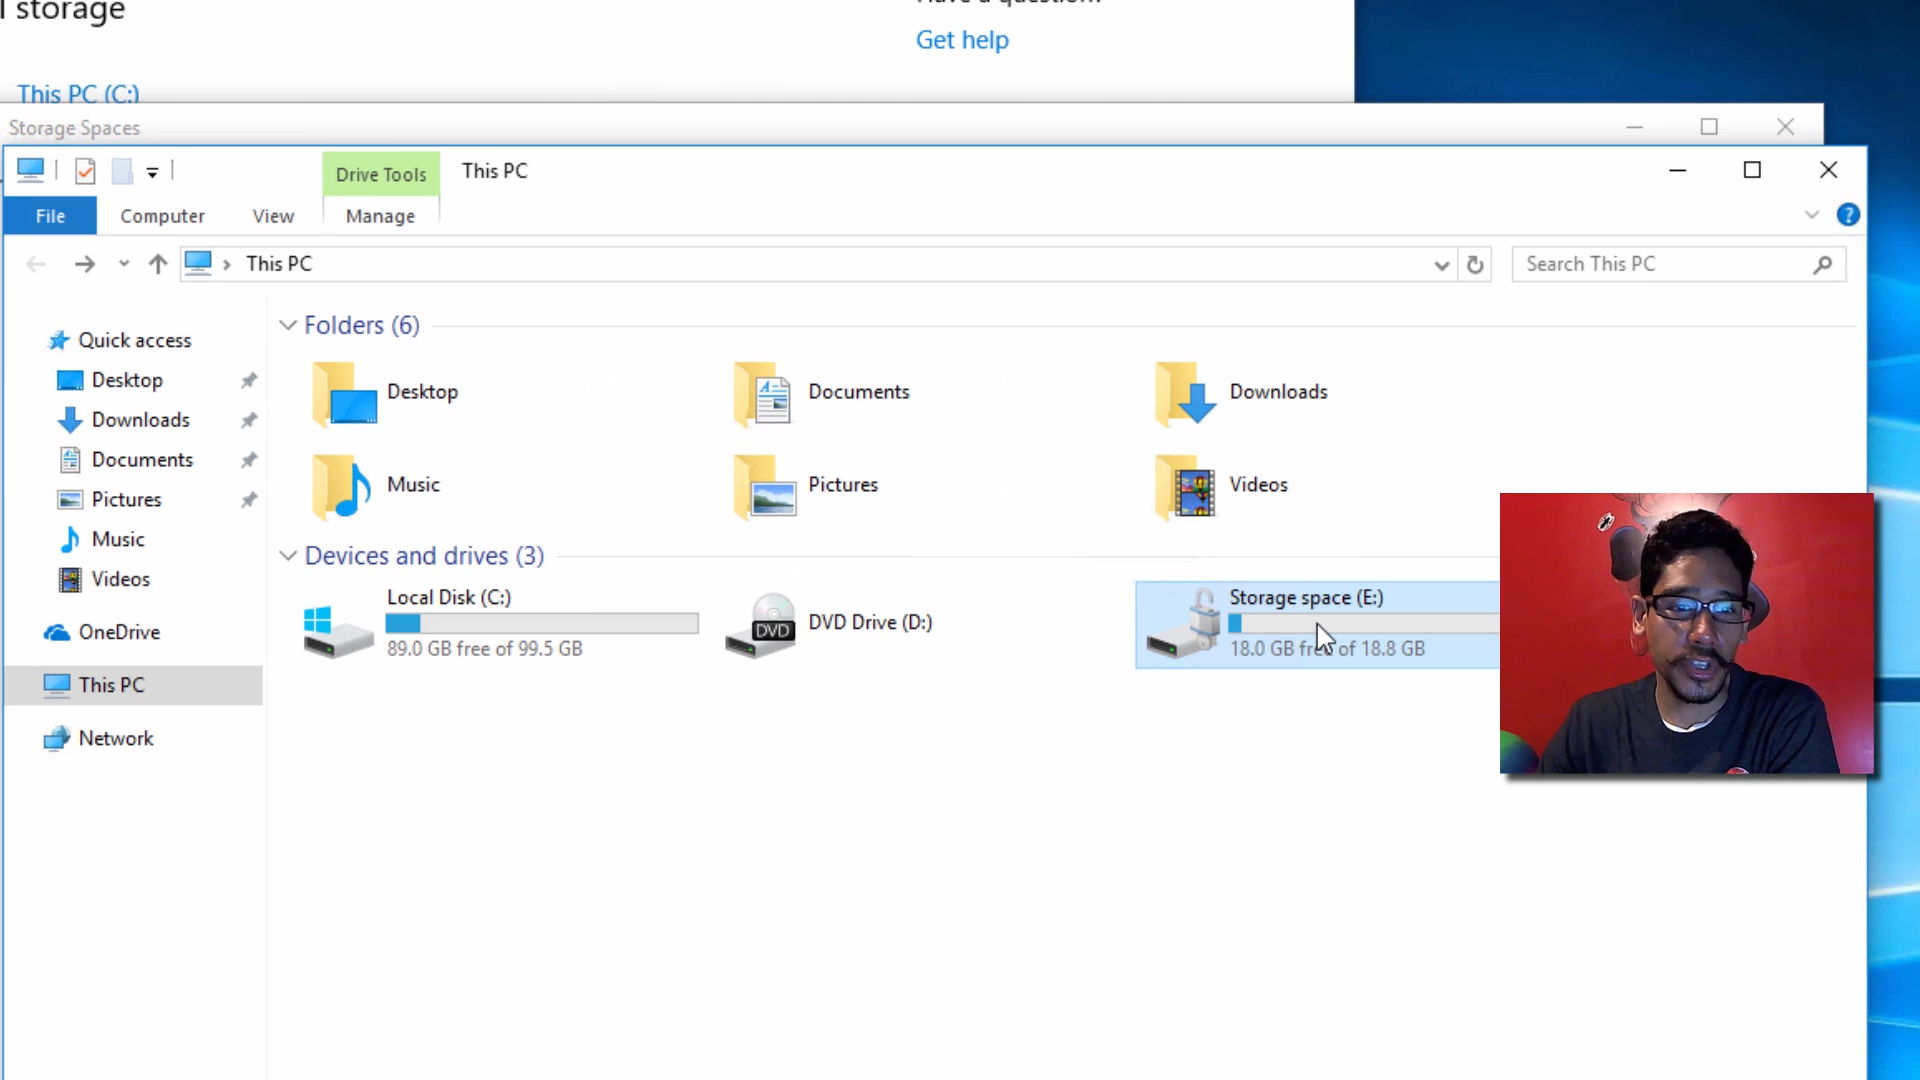 l storage
Get help
This PC (C:)
Storage Spaces
Drive Tools
This PC
File
Computer
View
Manage
?
This PC
Search This PC
Quick access
Desktop
Downloads
Documents
Pictures
Music
Videos
OneDrive
This PC
Network
Folders (6)
Desktop
Documents
Downloads
Music
Pictures
Videos
Devices and drives (3)
Local Disk (C:)
89.0 GB free of 99.5 GB
DVD
DVD Drive (D:)
Storage space (E:)
18.0 GB free of 18.8 GB